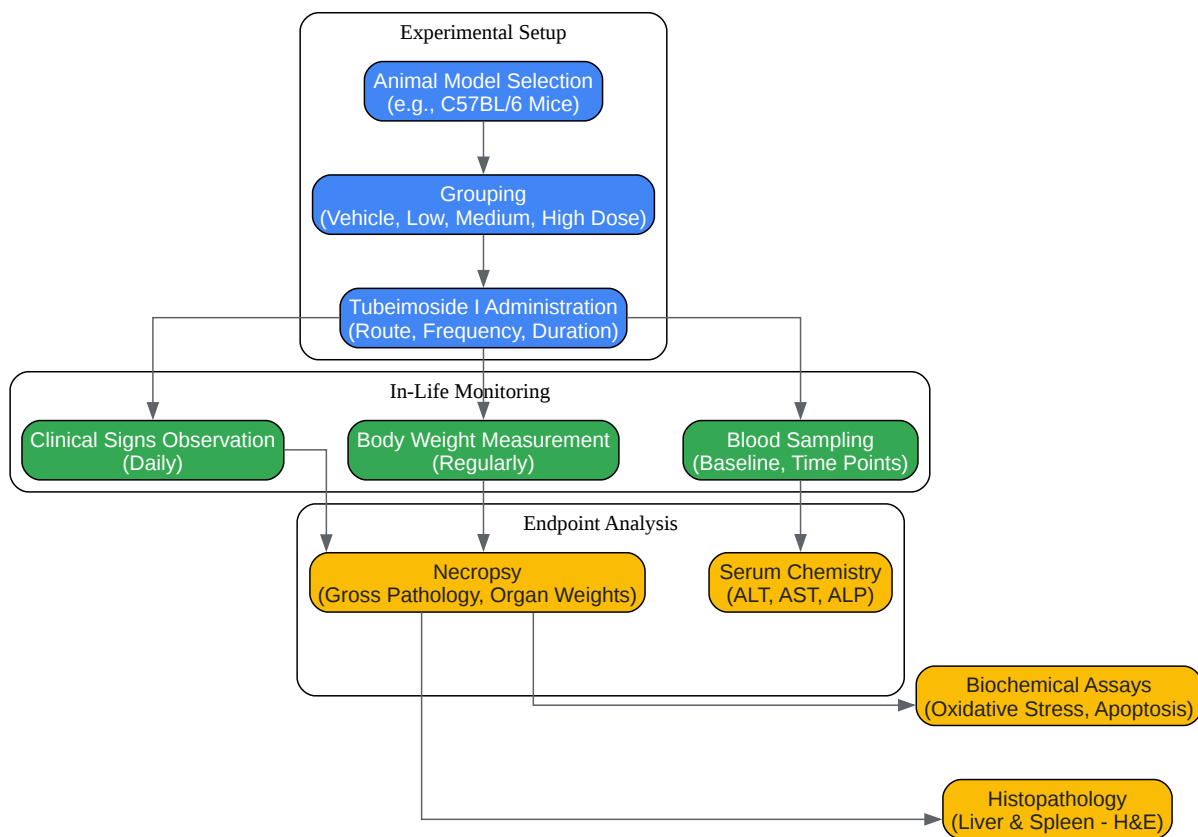 Experimental Setup
Animal Model Selection
(e.g., C57BL/6 Mice)
Grouping
(Vehicle, Low, Medium, High Dose)
Tubeimoside I Administration
(Route, Frequency, Duration)
In-Life Monitoring
Clinical Signs Observation
(Daily)
Body Weight Measurement
(Regularly)
Blood Sampling
(Baseline, Time Points)
Endpoint Analysis
Necropsy
(Gross Pathology, Organ Weights)
Serum Chemistry
(ALT, AST, ALP)
Biochemical Assays
(Oxidative Stress, Apoptosis)
Histopathology
(Liver & Spleen - H&E)